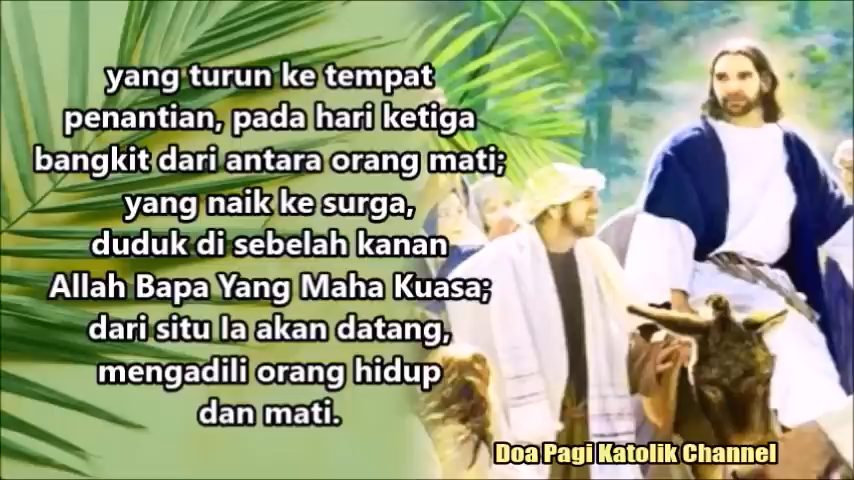 yang turun ke tempat
penantian, pada hari ketiga
bangkit dari antara orang mati;
yang naik ke surga,
duduk di sebelah kanan
Allah Bapa Yang Maha Kuasa;
dari situ Ia akan datang,
mengadili orang hidup
dan mati.
Doa Pagi Katolik Channel